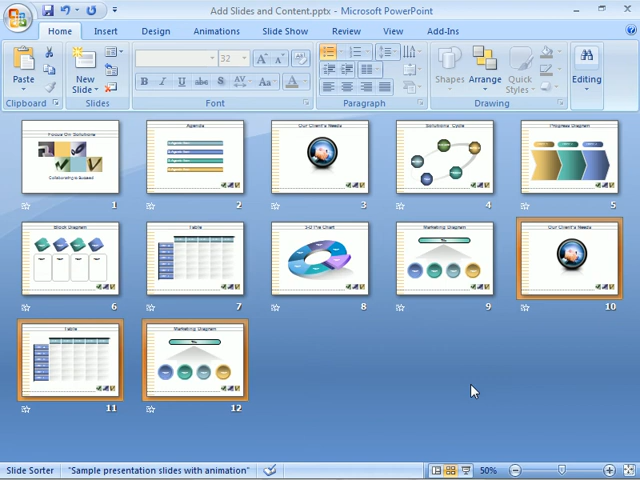 Add Slides and Content.pptx - Microsoft PowerPoint
Home Insert Design Animations Slide Show Review View Add-Ins
Paste New Slide 32 Shapes Arrange Quick Styles Editing
B I U S abc AV Aa A
Clipboard Slides Font Paragraph Drawing
Focus On Solutions
Agenda
Our Client's Needs
Solutions Cycle
Progress Diagram
1 2 3 4 5
Block Diagram
Table
3-D Pie Chart
Marketing Diagram
Our Client's Needs
6 7 8 9 10
Table
Marketing Diagram
11 12
Slide Sorter "Sample presentation slides with animation" 50%